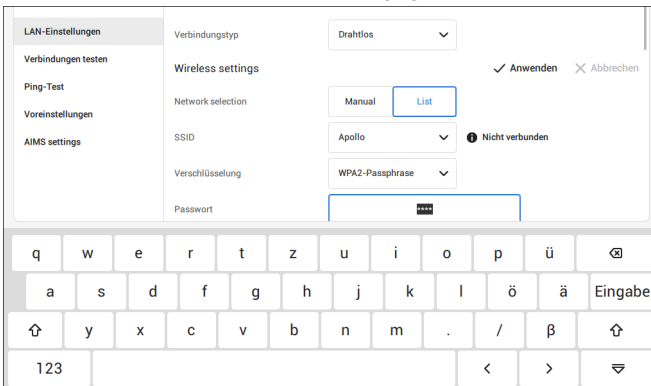 LAN-Einstellungen
Verbindungen testen
Ping-Test
Voreinstellungen
AIMS settings
Verbindungstyp Drahtlos
Wireless settings Anwenden Abbrechen
Network selection Manual List
SSID Apollo Nicht verbunden
Verschlüsselung WPA2-Passphrase
Passwort ****
q w e r t z u i o p ü
a s d f g h j k l ö ä Eingabe
y x c v b n m . / β
123 < >